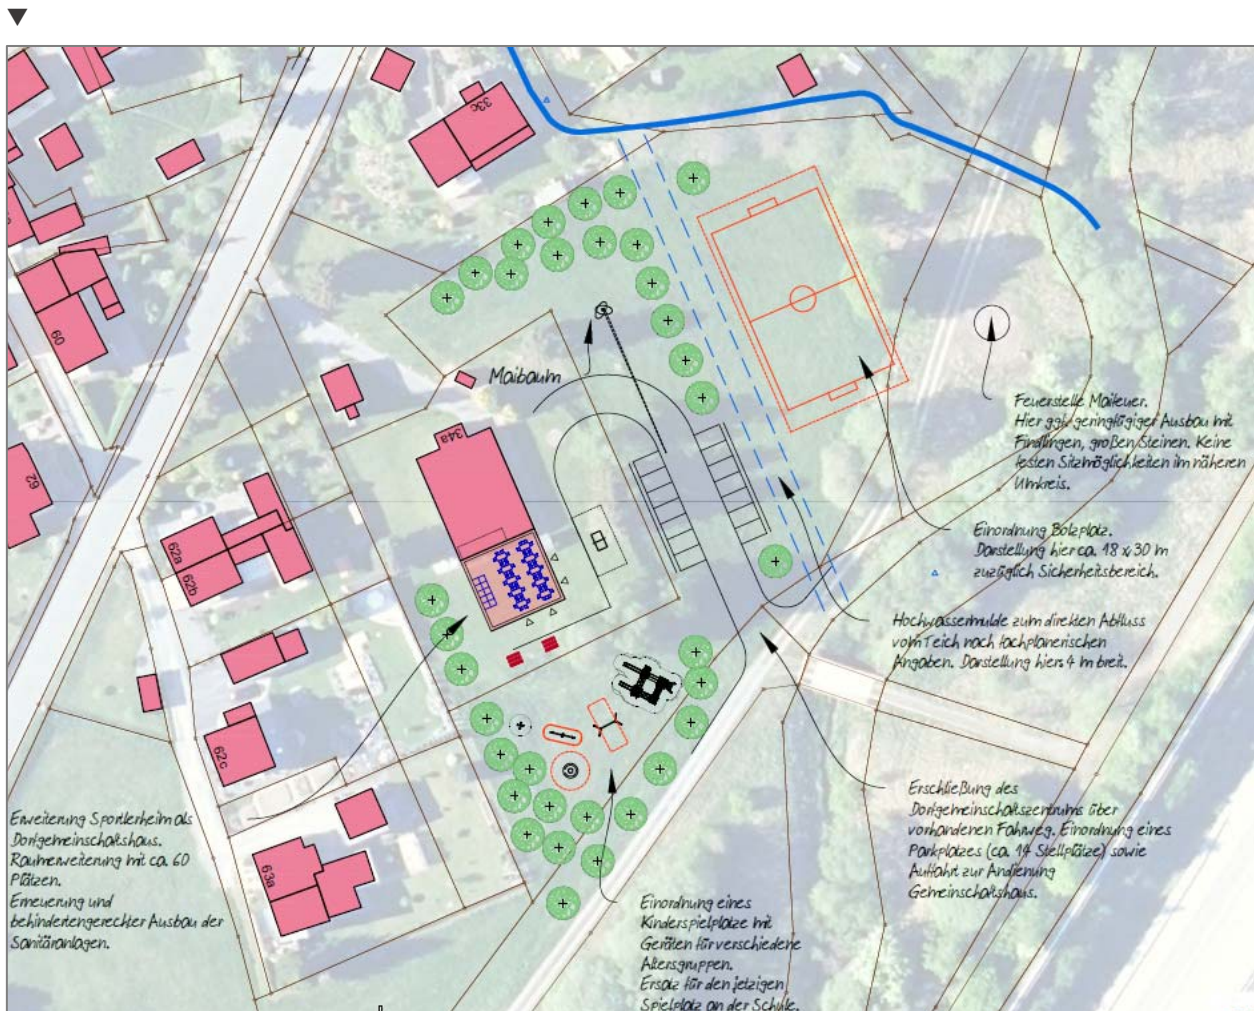 33c
60
Maibaum
34a
62
62a
62b
62c
63a
Feuerstelle Maifeuer.
Hier ggf. geringfügiger Ausbau mit
Findlingen, großen Steinen. Keine
festen Sitzmöglichkeiten im näheren
Umkreis.
Einordnung Bolzplatz.
Darstellung hier ca. 18 x 30 m
zuzüglich Sicherheitsbereich.
Hochwassermulde zum direkten Abfluss
vom Teich nach fachplanerischen
Angaben. Darstellung hier 4 m breit.
Erschließung des
Dorfgemeinschaftszentrums über
vorhandenen Fahrweg. Einordnung eines
Parkplatzes (ca. 14 Stellplätze) sowie
Auffahrt zur Andienung
Gemeinschaftshaus.
Erweiterung Sportlerheim als
Dorfgemeinschaftshaus.
Raumerweiterung mit ca. 60
Plätzen.
Erneuerung und
behindertengerechter Ausbau der
Sanitäranlagen.
Einordnung eines
Kinderspielplatze mit
Geräten für verschiedene
Altersgruppen.
Ersatz für den jetzigen
Spielplatz an der Schule.